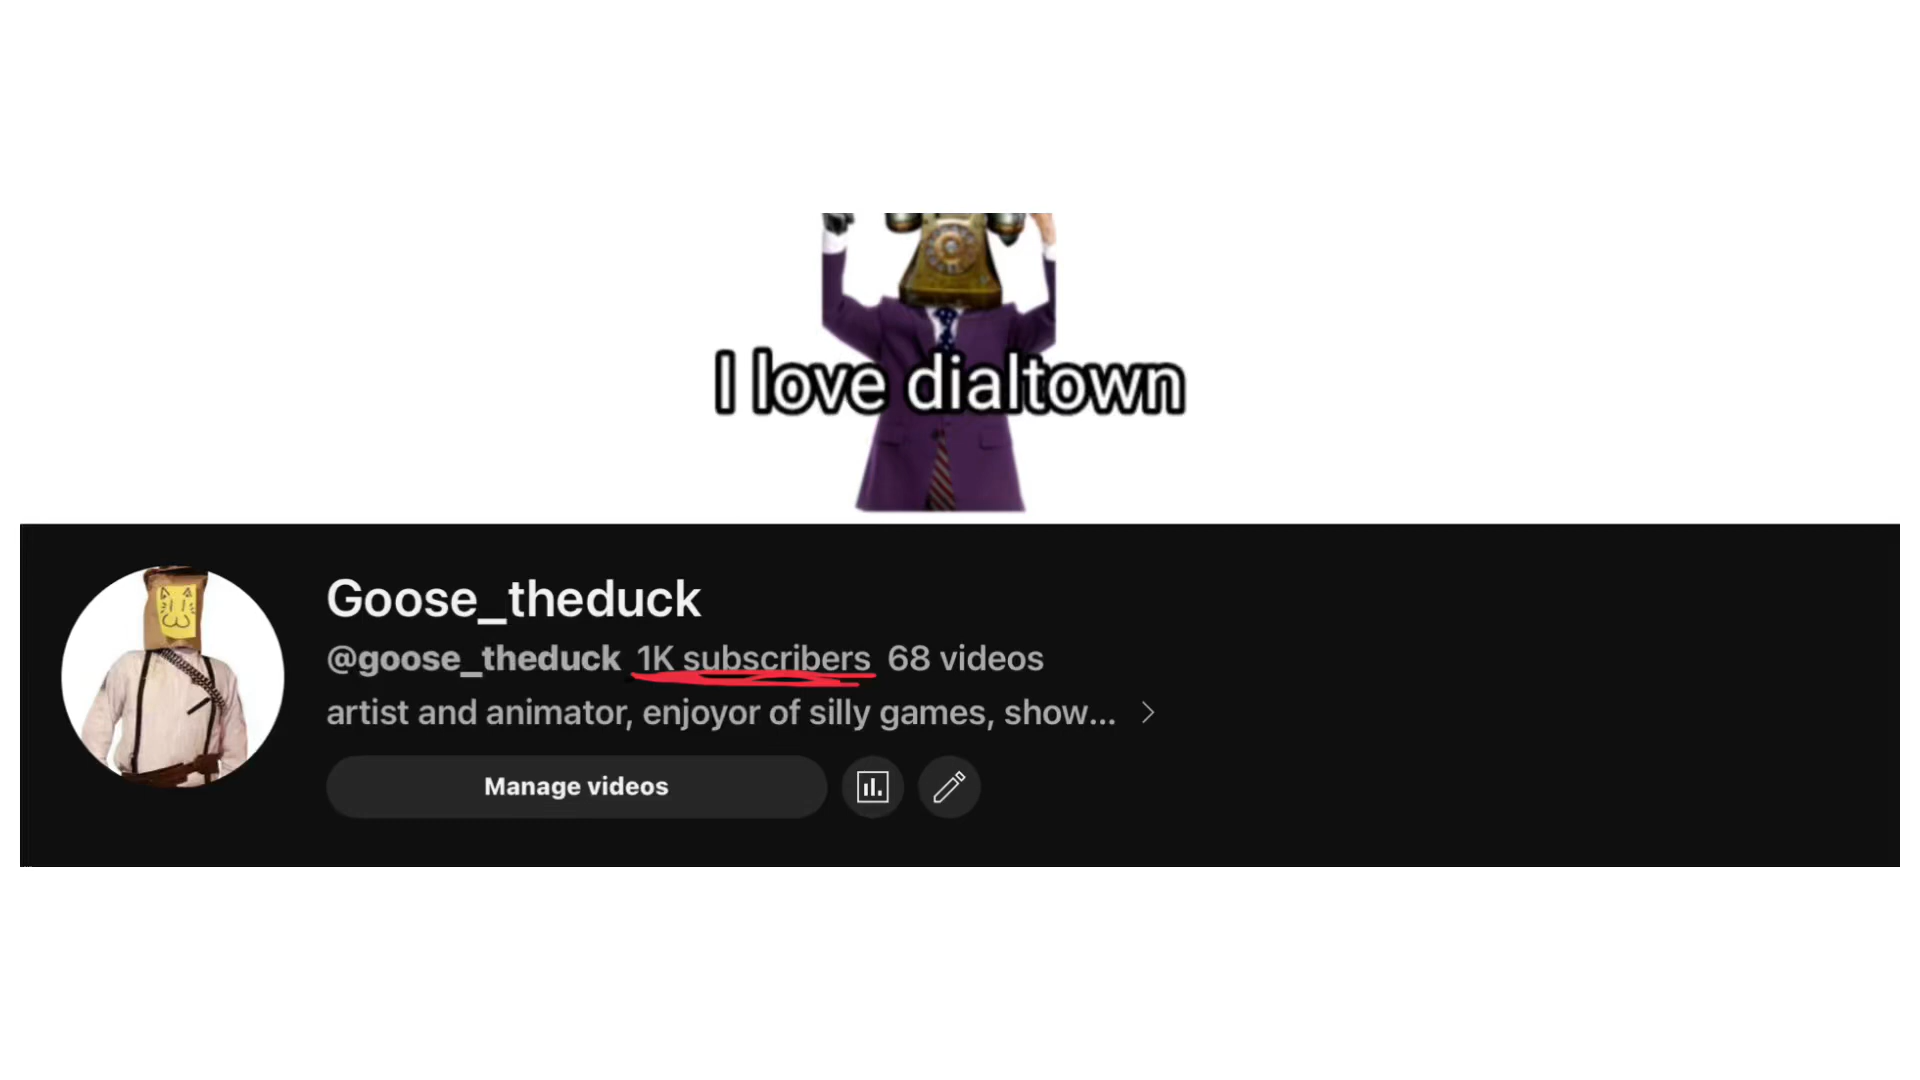 I love dialtown
Goose_theduck
@goose_theduck 1K subscribers 68 videos
artist and animator, enjoyor of silly games, show...
Manage videos